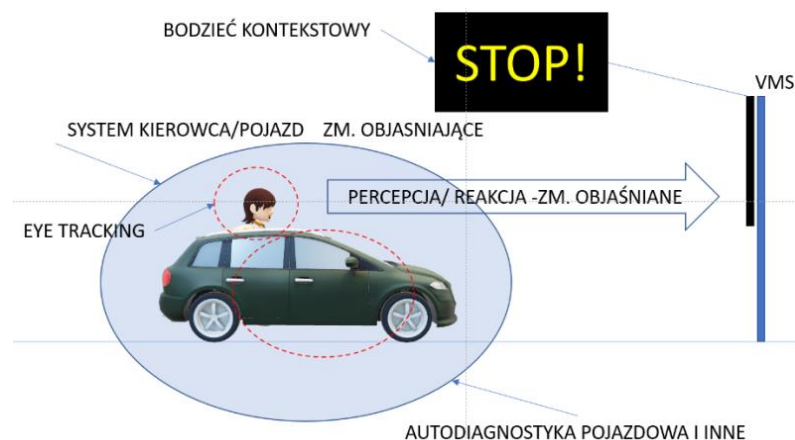 BODZIEĆ KONTEKSTOWY
STOP!
VMS
SYSTEM KIEROWCA/POJAZD ZM. OBJASNIAJĄCE
PERCEPCJA/ REAKCJA -ZM. OBJAŚNIANE
EYE TRACKING
AUTODIAGNOSTYKA POJAZDOWA I INNE